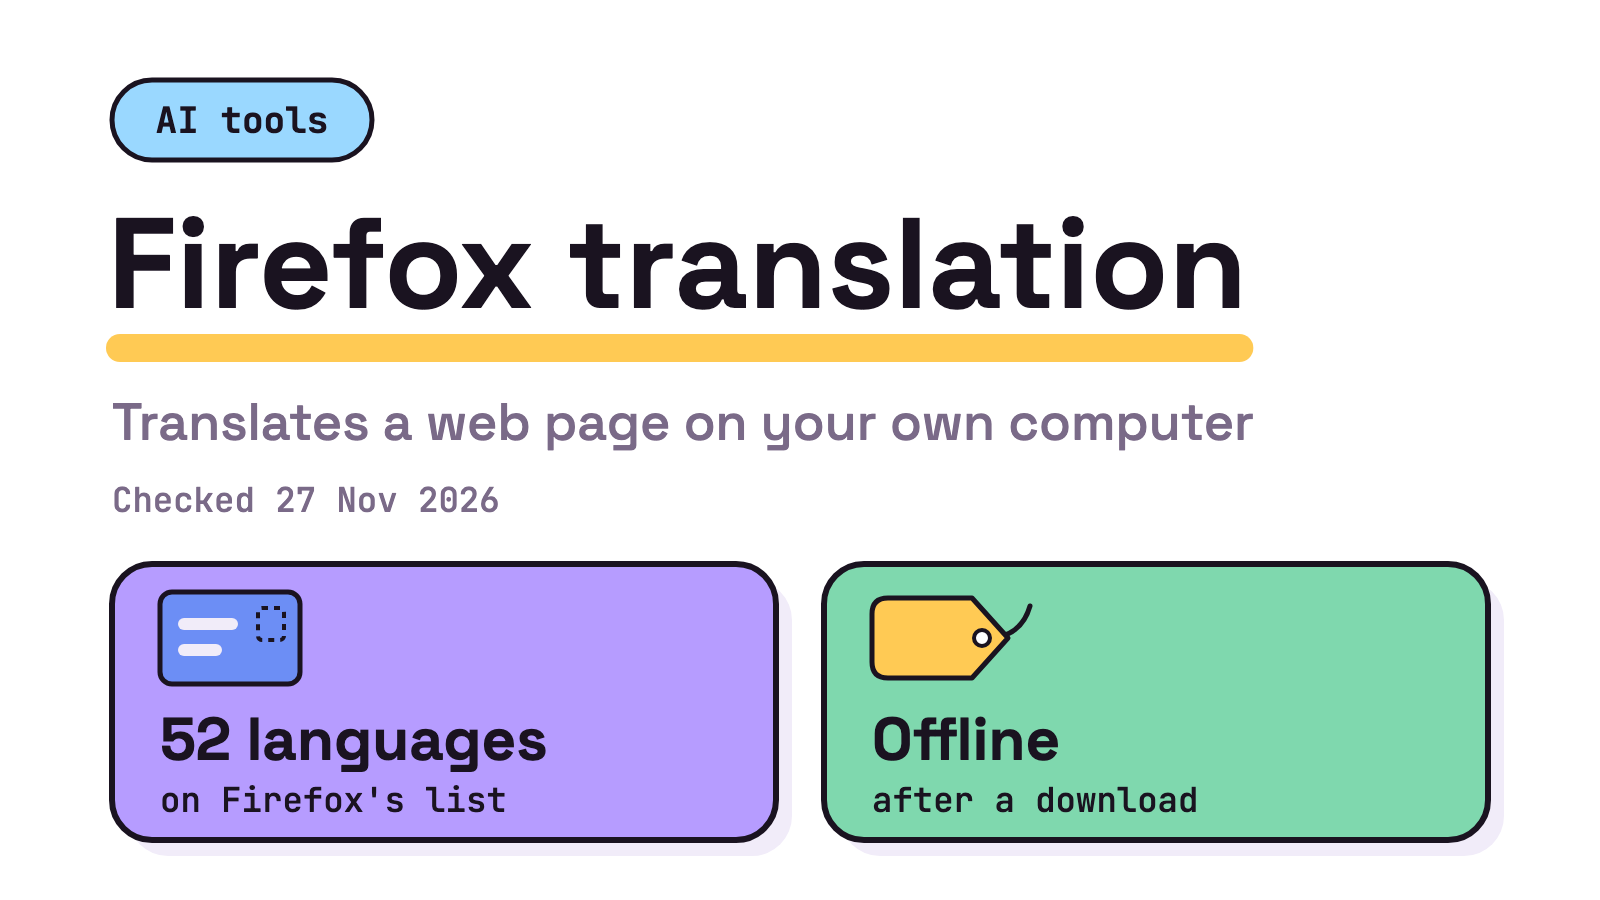 AI tools
Firefox translation
Translates a web page on your own computer
Checked 27 Nov 2026
52 languages
on Firefox's list
Offline
after a download